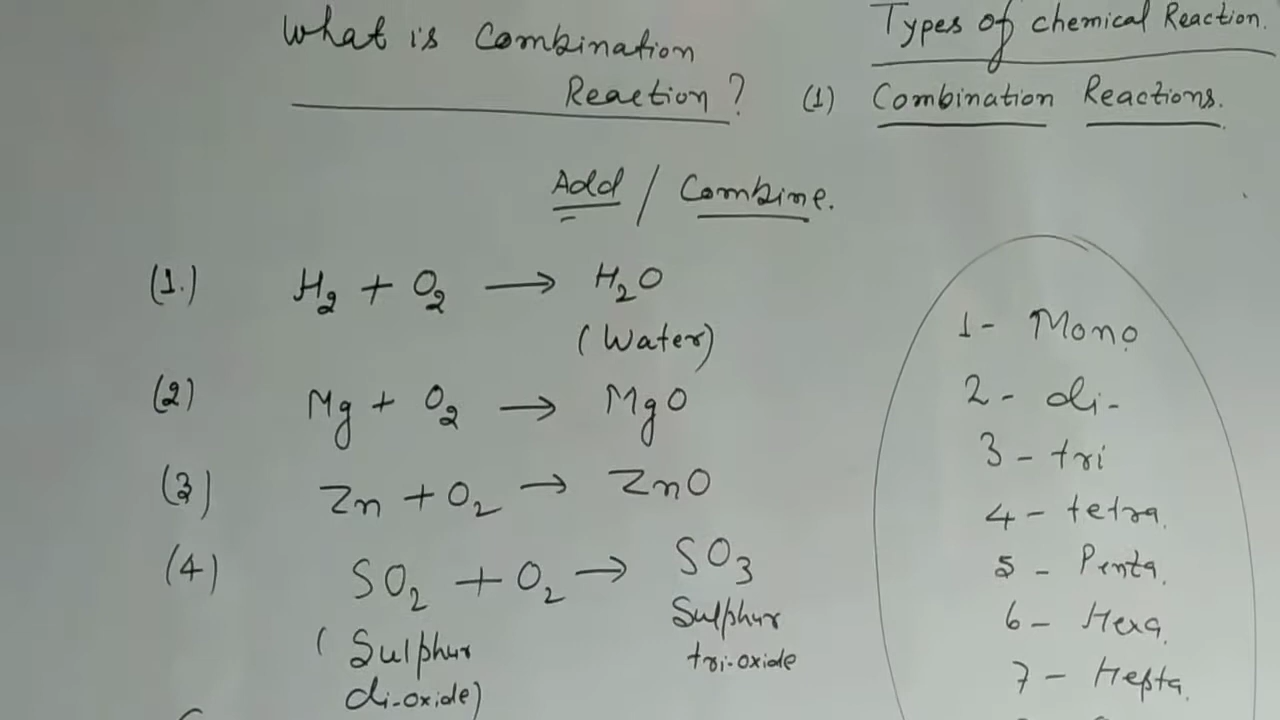 What is Combination
Reaction?
Types of chemical Reaction.
(1) Combination Reactions.
Add / Combine.
(1.) H₂ + O₂ → H₂O
(Water)
(2) Mg + O₂ → MgO
(3) Zn + O₂ → ZnO
(4) SO₂ + O₂ → SO₃
(Sulphur
di-oxide)
Sulphur
tri-oxide
1- Mono
2- di-
3- tri
4- tetra.
5- Penta.
6- Hexa.
7- Hepta.